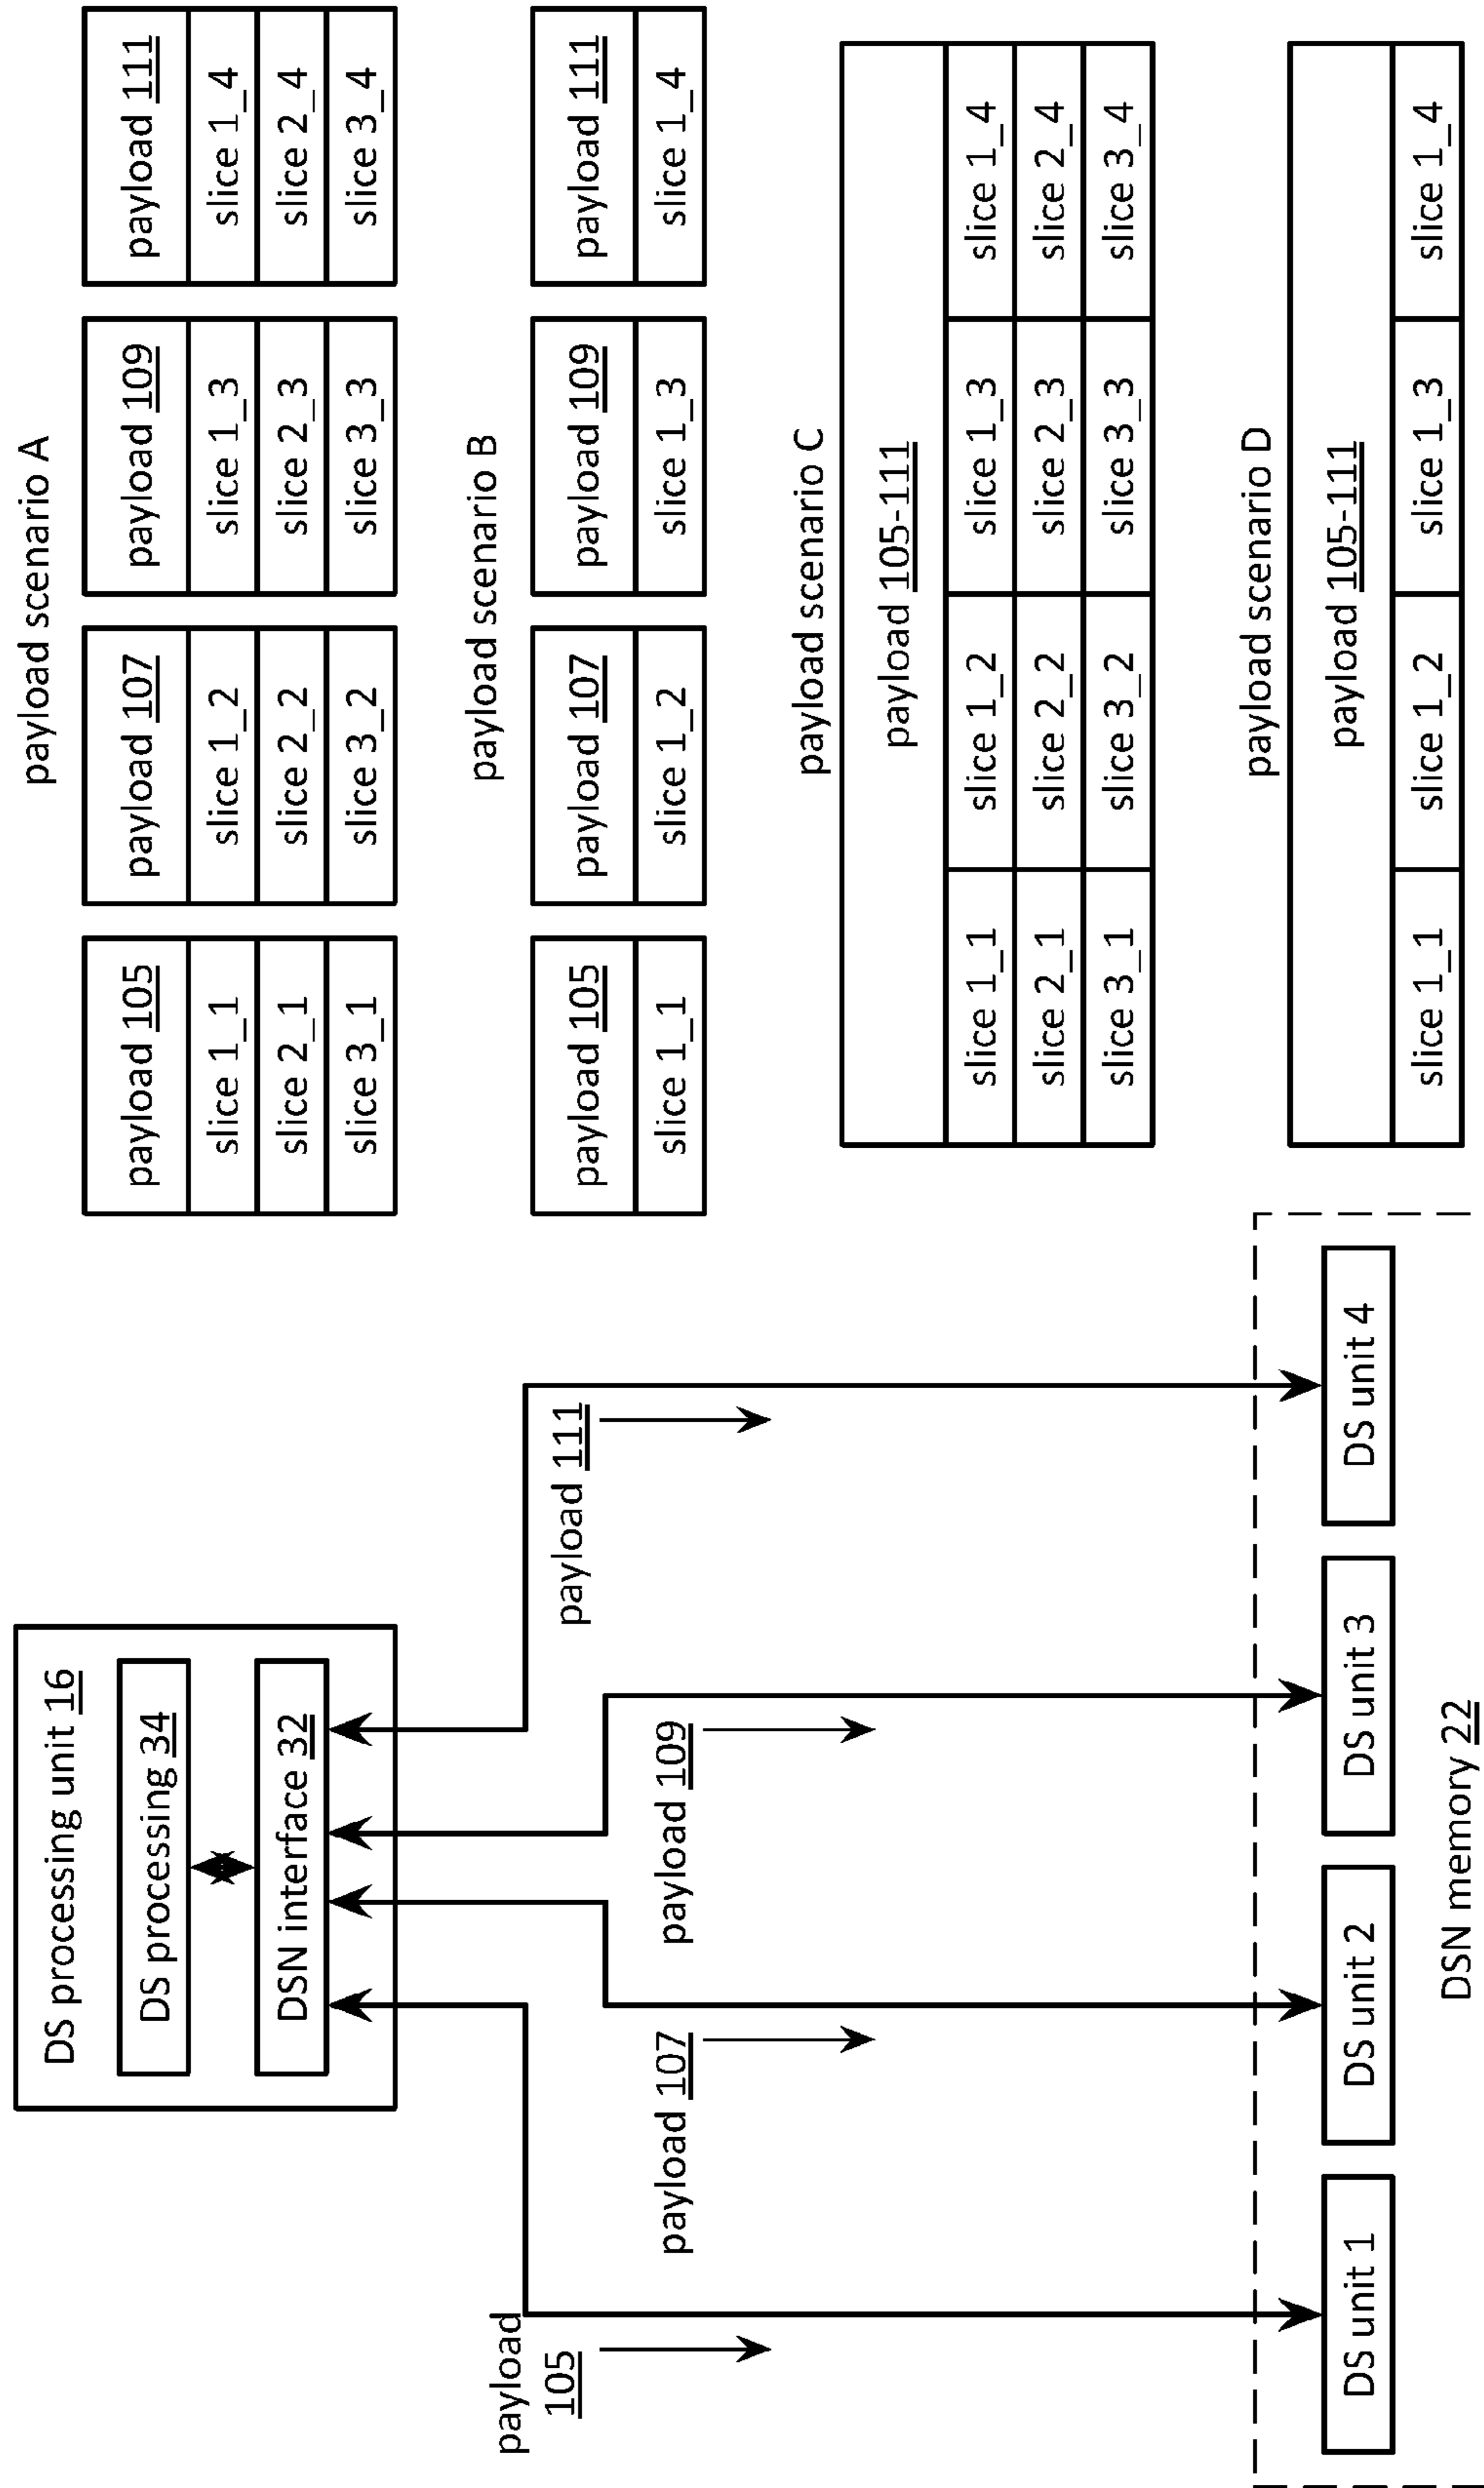 DS processing unit 16
DS processing 34
DSN interface 32
payload
105
payload 107
payload 109
payload 111
DS unit 1
DS unit 2
DS unit 3
DS unit 4
DSN memory 22
payload scenario A
payload 105
slice 1_1
slice 2_1
slice 3_1
payload 107
slice 1_2
slice 2_2
slice 3_2
payload 109
slice 1_3
slice 2_3
slice 3_3
payload 111
slice 1_4
slice 2_4
slice 3_4
payload scenario B
payload 105
slice 1_1
payload 107
slice 1_2
payload 109
slice 1_3
payload 111
slice 1_4
payload scenario C
payload 105-111
slice 1_1 slice 1_2 slice 1_3 slice 1_4
slice 2_1 slice 2_2 slice 2_3 slice 2_4
slice 3_1 slice 3_2 slice 3_3 slice 3_4
payload scenario D
payload 105-111
slice 1_1 slice 1_2 slice 1_3 slice 1_4